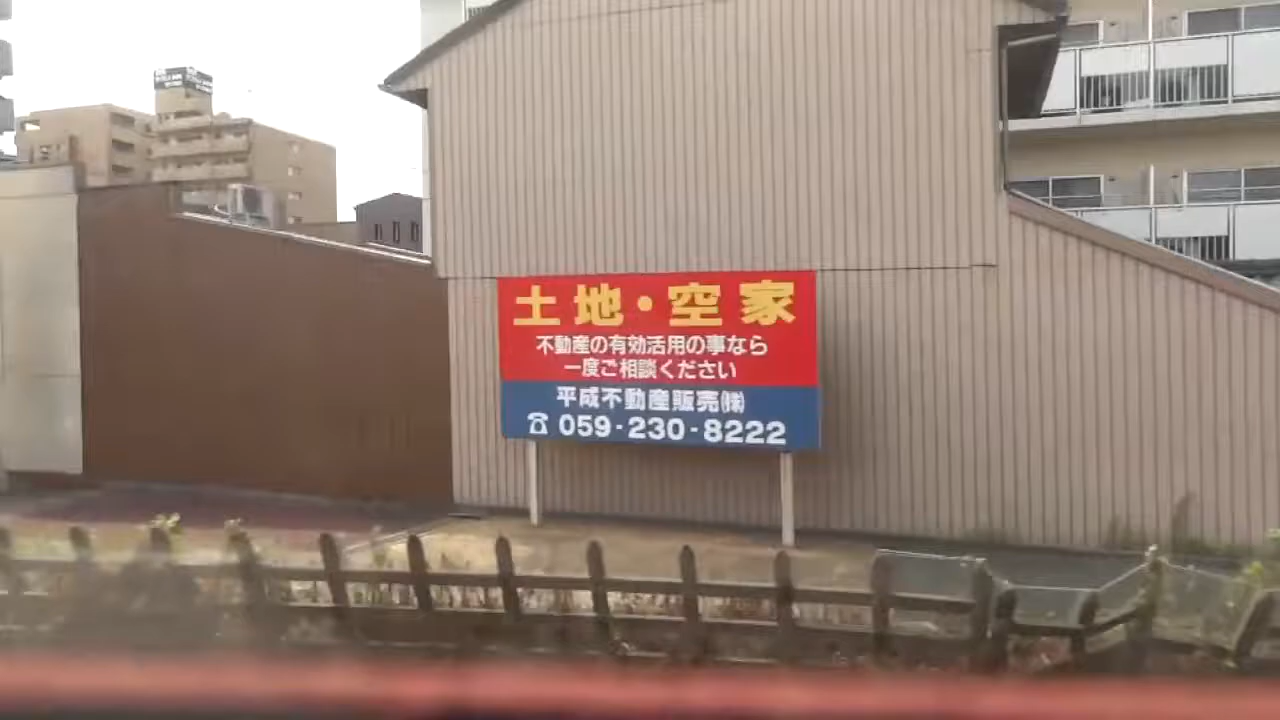 土地・空家
不動産の有効活用の事なら
一度ご相談ください
平成不動産販売㈱
☎ 059-230-8222